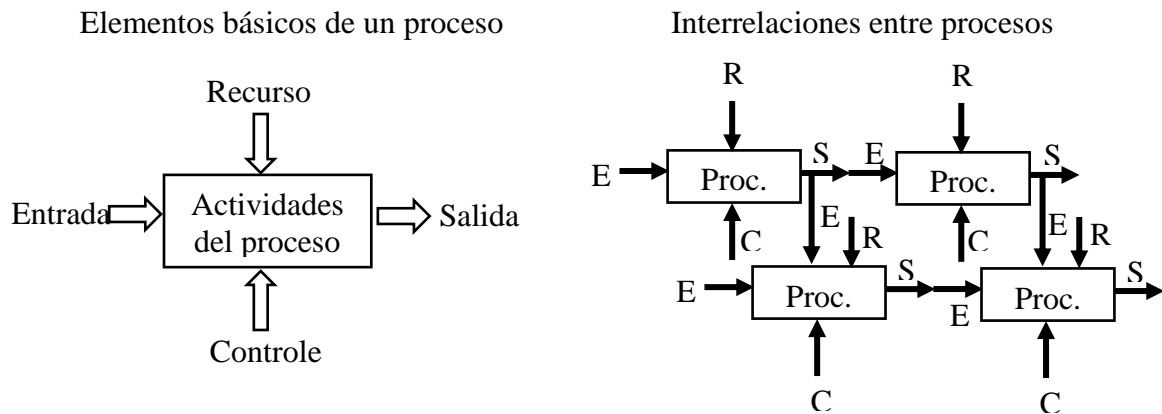 Elementos básicos de un proceso
Recurso
Entrada
Actividades
del proceso
Salida
Controle
Interrelaciones entre procesos
R
R
E
Proc.
S
E
Proc.
S
C
E
R
C
E
R
E
Proc.
S
E
Proc.
S
C
C